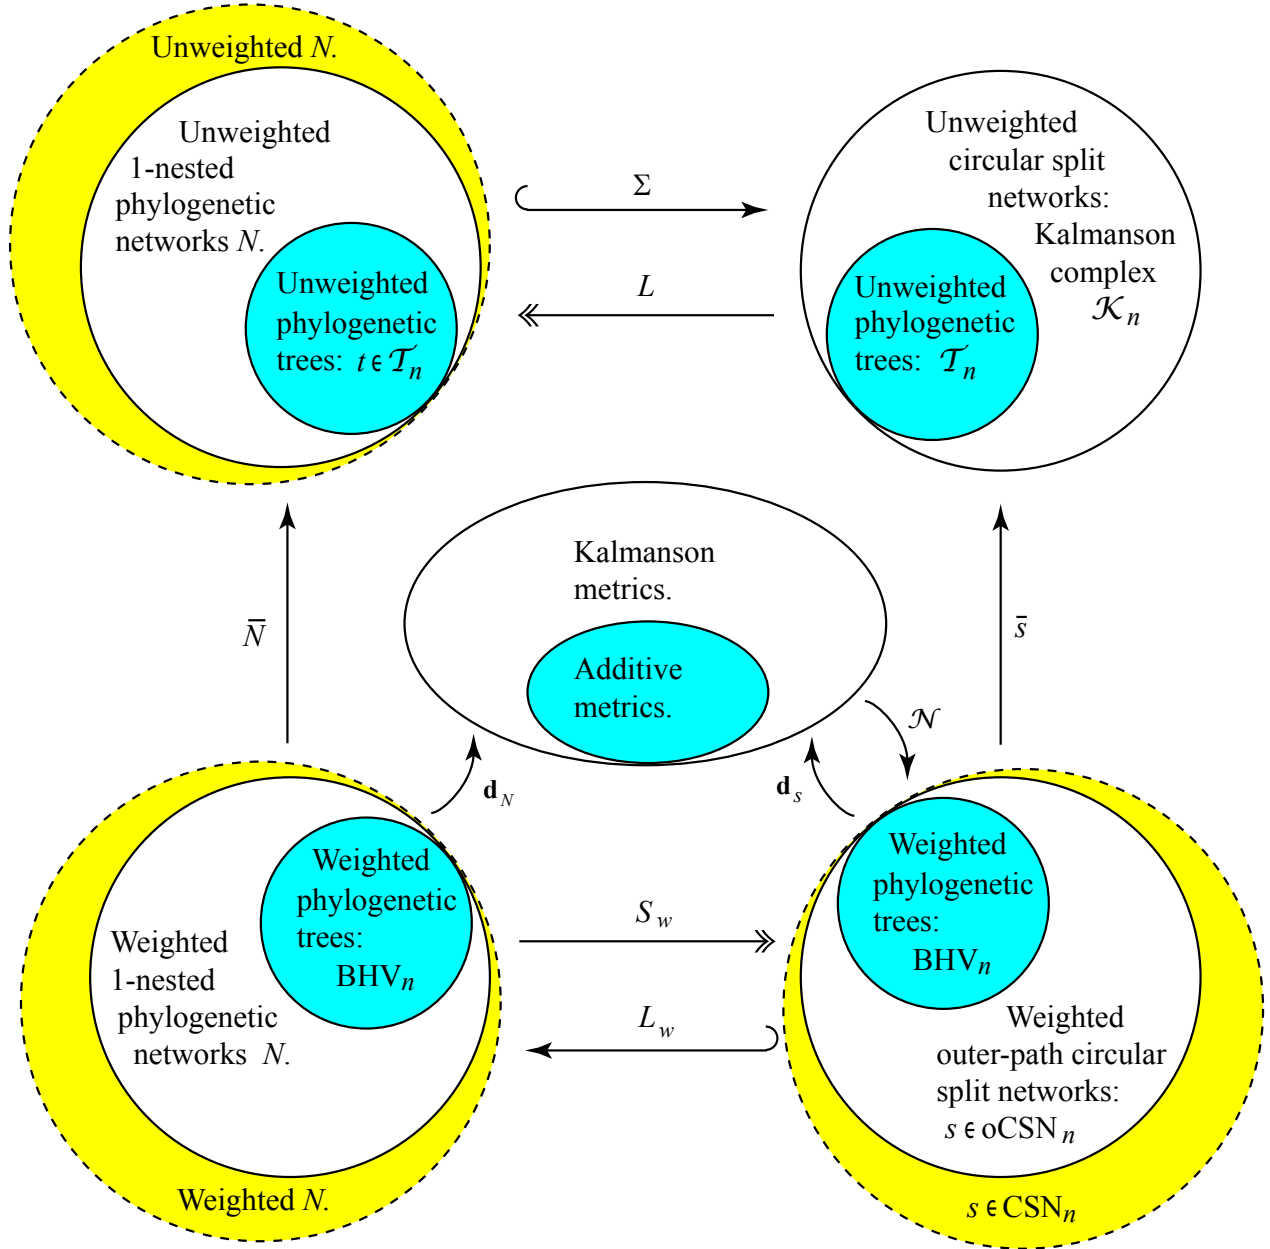 Unweighted N.
Unweighted
1-nested
phylogenetic
networks N.
Unweighted
phylogenetic
trees: t ϵ 𝒯n
Σ
L
Unweighted
circular split
networks:
Kalmanson
complex
𝒦n
Unweighted
phylogenetic
trees: 𝒯n
N̄
Kalmanson
metrics.
Additive
metrics.
s̄
𝒩
dN
ds
Weighted
phylogenetic
trees:
BHVn
Weighted
1-nested
phylogenetic
networks N.
Weighted N.
Sw
Lw
Weighted
phylogenetic
trees:
BHVn
Weighted
outer-path circular
split networks:
s ϵ oCSNn
s ϵ CSNn